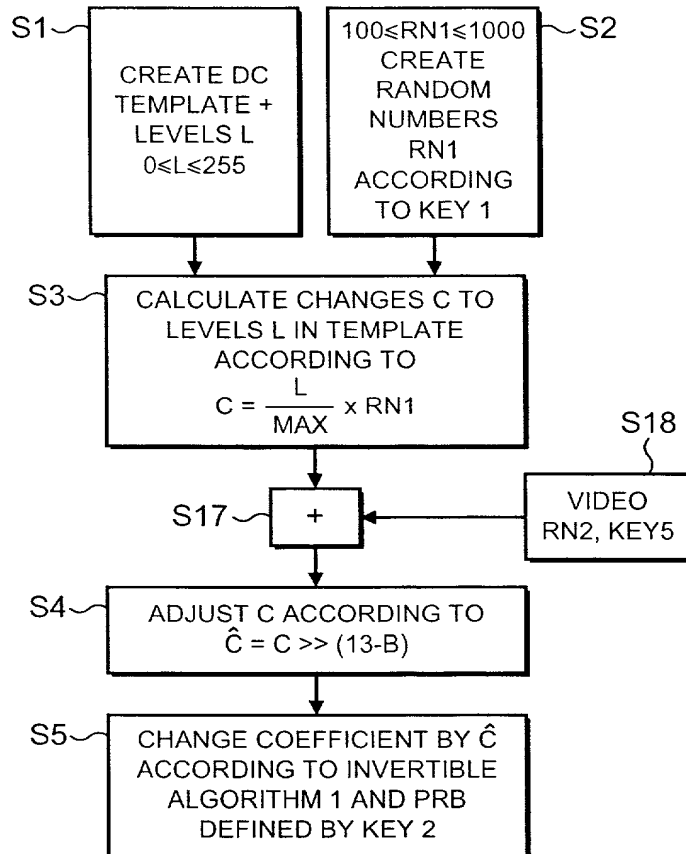 S1
CREATE DC
TEMPLATE +
LEVELS L
0≤L≤255
S2
100≤RN1≤1000
CREATE
RANDOM
NUMBERS
RN1
ACCORDING
TO KEY 1
S3
CALCULATE CHANGES C TO
LEVELS L IN TEMPLATE
ACCORDING TO
C = L / MAX x RN1
S17
+
S18
VIDEO
RN2, KEY5
S4
ADJUST C ACCORDING TO
Ĉ = C >> (13-B)
S5
CHANGE COEFFICIENT BY Ĉ
ACCORDING TO INVERTIBLE
ALGORITHM 1 AND PRB
DEFINED BY KEY 2